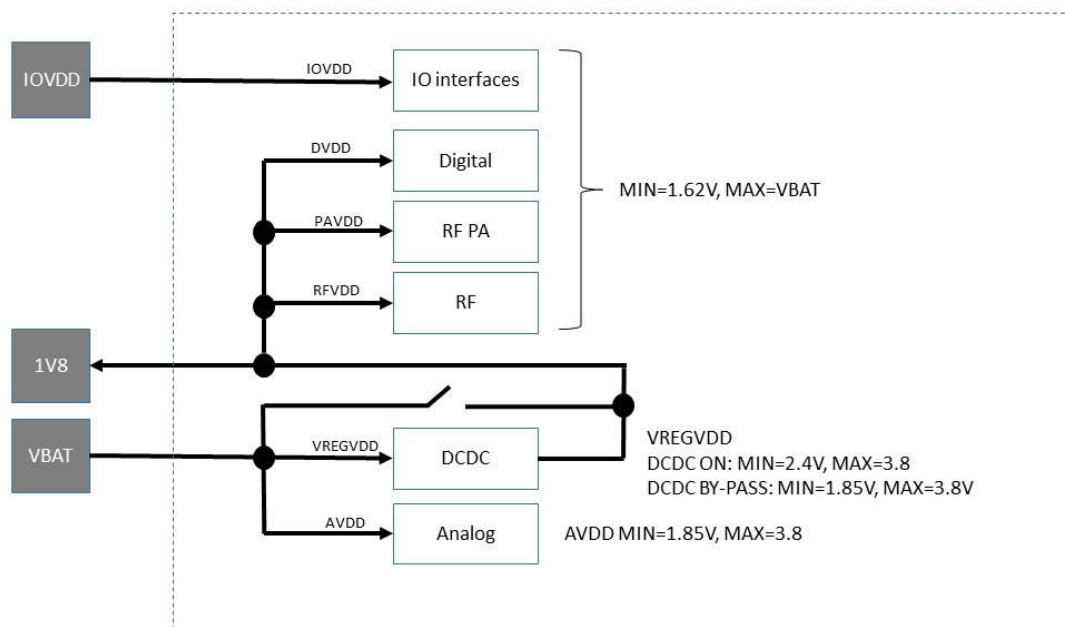 IOVDD
IOVDD
IO interfaces
DVDD
Digital
MIN=1.62V, MAX=VBAT
PAVDD
RF PA
RFVDD
RF
1V8
VBAT
VREGVDD
DCDC
VREGVDD
DCDC ON: MIN=2.4V, MAX=3.8
DCDC BY-PASS: MIN=1.85V, MAX=3.8V
AVDD
Analog
AVDD MIN=1.85V, MAX=3.8